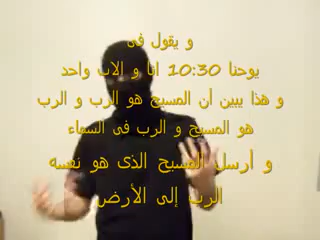 و يقول فى
يوحنا 10:30 انا و الاب واحد
و هذا يبين أن المسيح هو الرب و الرب
هو المسيح و الرب فى السماء
و أرسل المسيح الذى هو نفسه
الرب إلى الأرض